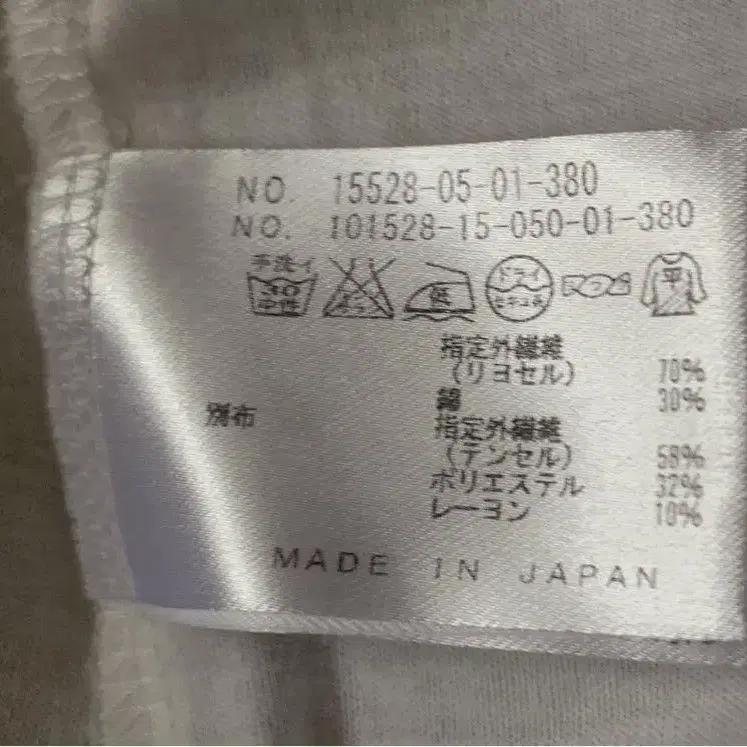 NO. 15528-05-01-380
NO. 101528-15-050-01-380
手洗イ
30
中性
低
ドライ
セキユ系
平
指定外繊維
(リヨセル) 70%
綿 30%
別布 指定外繊維
(テンセル) 58%
ポリエステル 32%
レーヨン 10%
MADE IN JAPAN